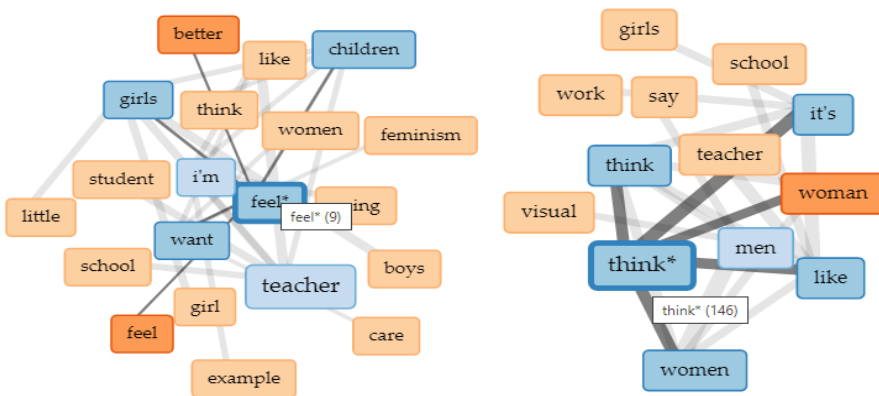 better
like
children
girls
think
women
feminism
student
i'm
feel*
feel* (9)
little
want
school
teacher
boys
girl
feel
care
example
girls
school
work
say
it's
think
teacher
woman
visual
men
think*
like
think* (146)
women